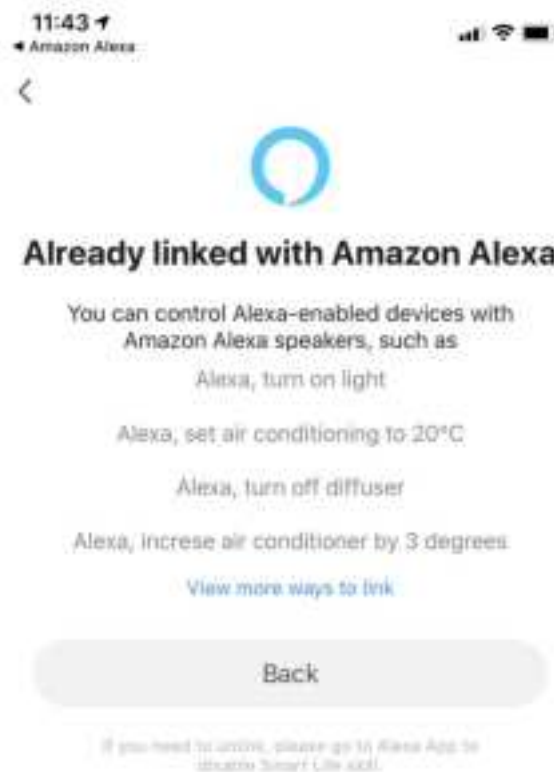 11:43
Amazon Alexa
Already linked with Amazon Alexa
You can control Alexa-enabled devices with
Amazon Alexa speakers, such as
Alexa, turn on light
Alexa, set air conditioning to 20°C
Alexa, turn off diffuser
Alexa, increse air conditioner by 3 degrees
View more ways to link
Back
If you need to unlink, please go to Alexa App to
disable Smart Life skill.